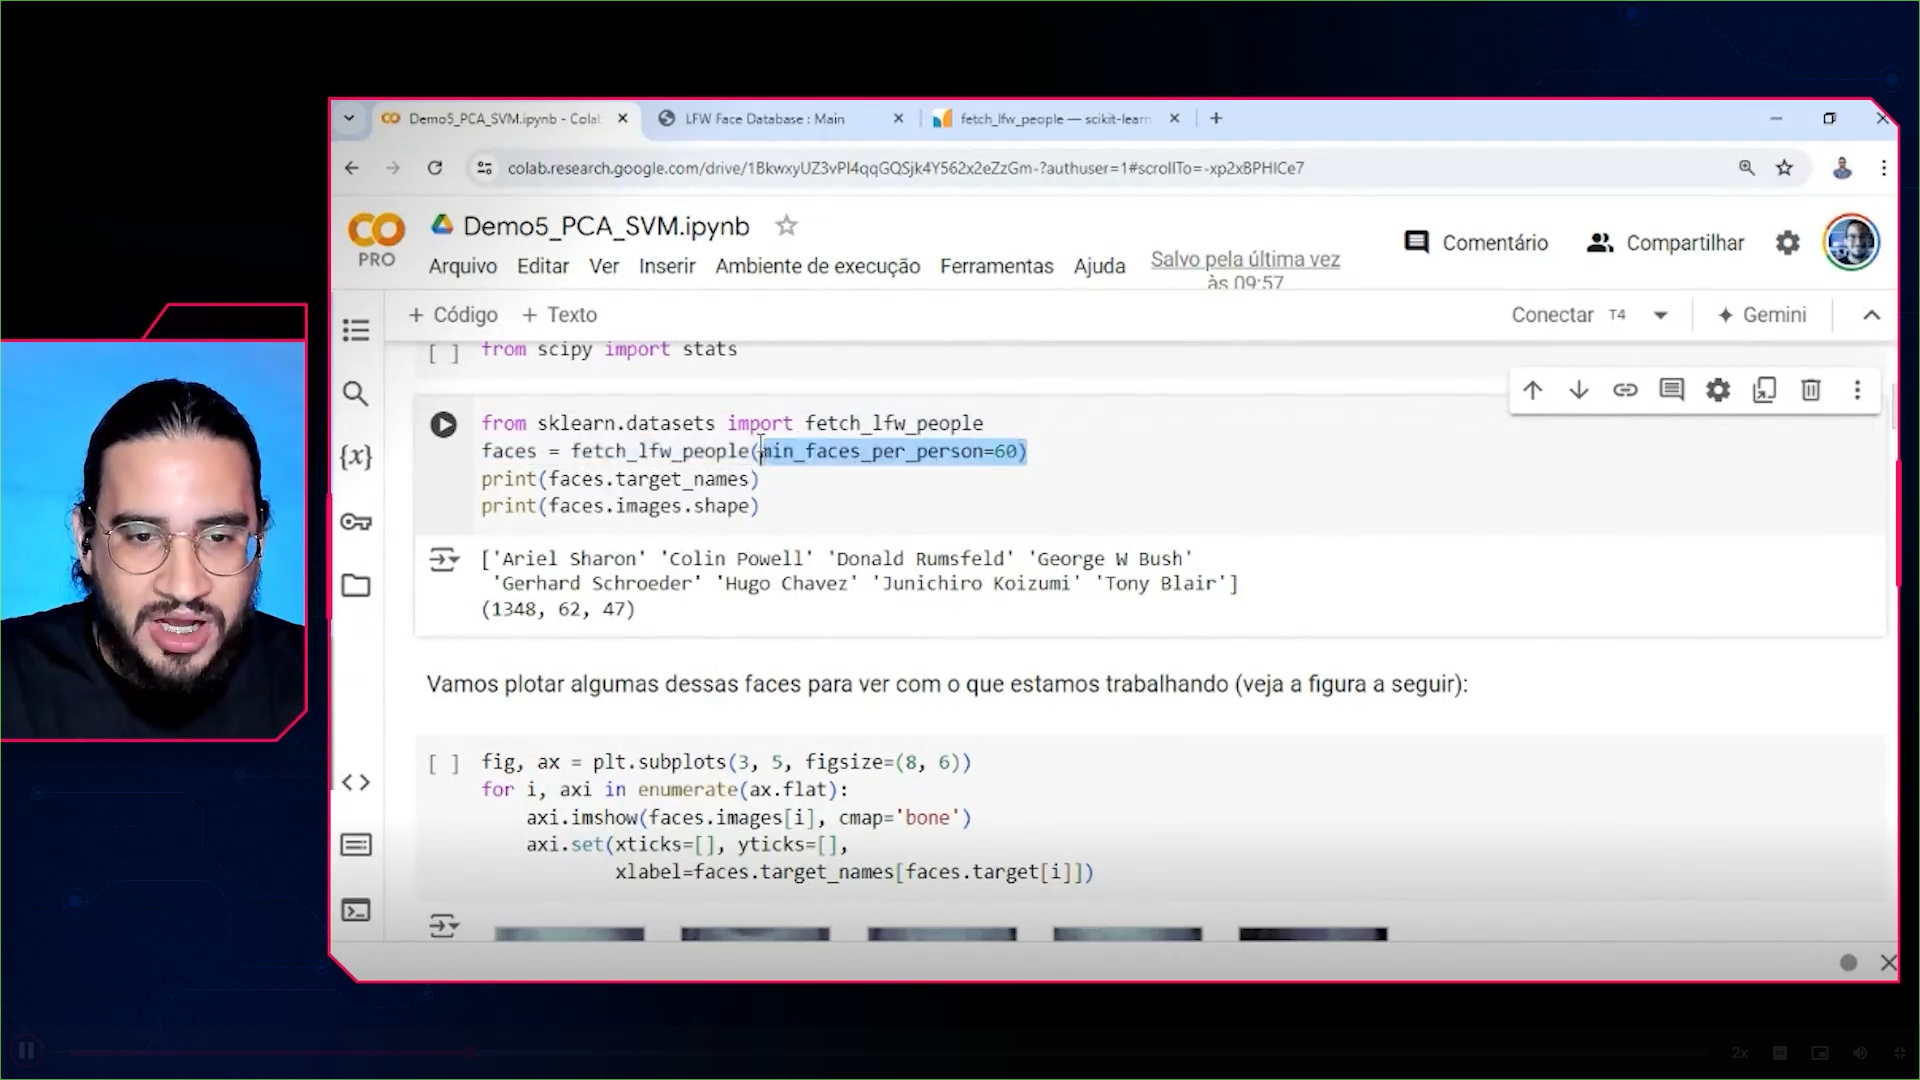 Demo5_PCA_SVM.ipynb - Cola
LFW Face Database : Main
fetch_lfw_people — scikit-learn
colab.research.google.com/drive/1BkwxyUZ3vPI4qqGQSjk4Y562x2eZzGm-?authuser=1#scrollTo=-xp2xBPHICe7
CO
PRO
Demo5_PCA_SVM.ipynb
Comentário
Compartilhar
Arquivo Editar Ver Inserir Ambiente de execução Ferramentas Ajuda
Salvo pela última vez
às 09:57
+ Código + Texto
Conectar T4
Gemini
[ ] from scipy import stats
from sklearn.datasets import fetch_lfw_people
faces = fetch_lfw_people(min_faces_per_person=60)
print(faces.target_names)
print(faces.images.shape)
['Ariel Sharon' 'Colin Powell' 'Donald Rumsfeld' 'George W Bush'
'Gerhard Schroeder' 'Hugo Chavez' 'Junichiro Koizumi' 'Tony Blair']
(1348, 62, 47)
Vamos plotar algumas dessas faces para ver com o que estamos trabalhando (veja a figura a seguir):
[ ] fig, ax = plt.subplots(3, 5, figsize=(8, 6))
for i, axi in enumerate(ax.flat):
axi.imshow(faces.images[i], cmap='bone')
axi.set(xticks=[], yticks=[],
xlabel=faces.target_names[faces.target[i]])
{x}
2x